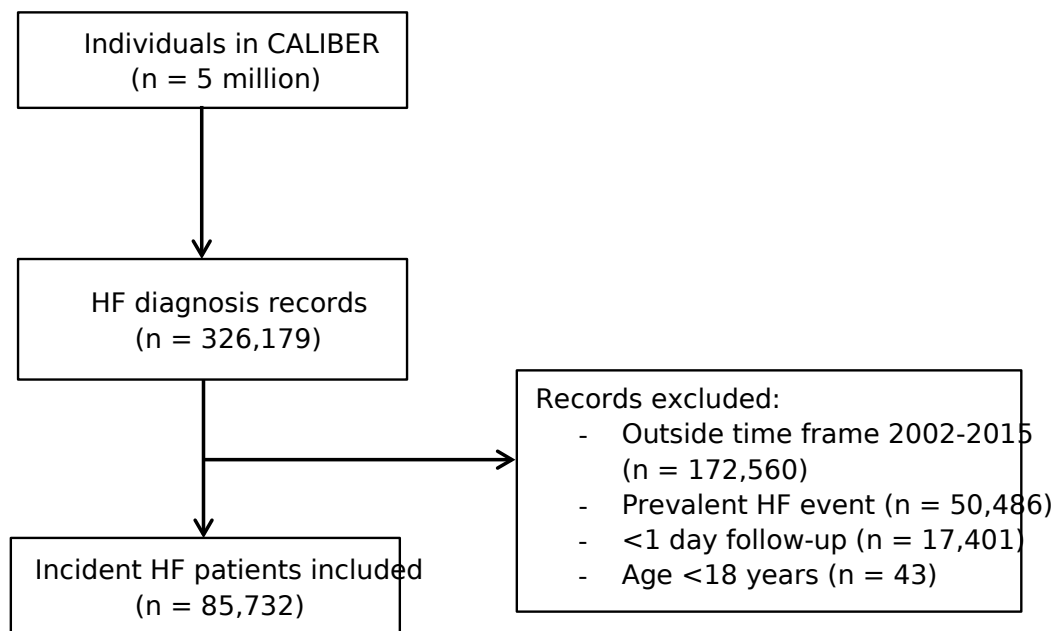 Individuals in CALIBER
(n = 5 million)
HF diagnosis records
(n = 326,179)
Records excluded:
- Outside time frame 2002-2015
(n = 172,560)
- Prevalent HF event (n = 50,486)
- <1 day follow-up (n = 17,401)
- Age <18 years (n = 43)
Incident HF patients included
(n = 85,732)